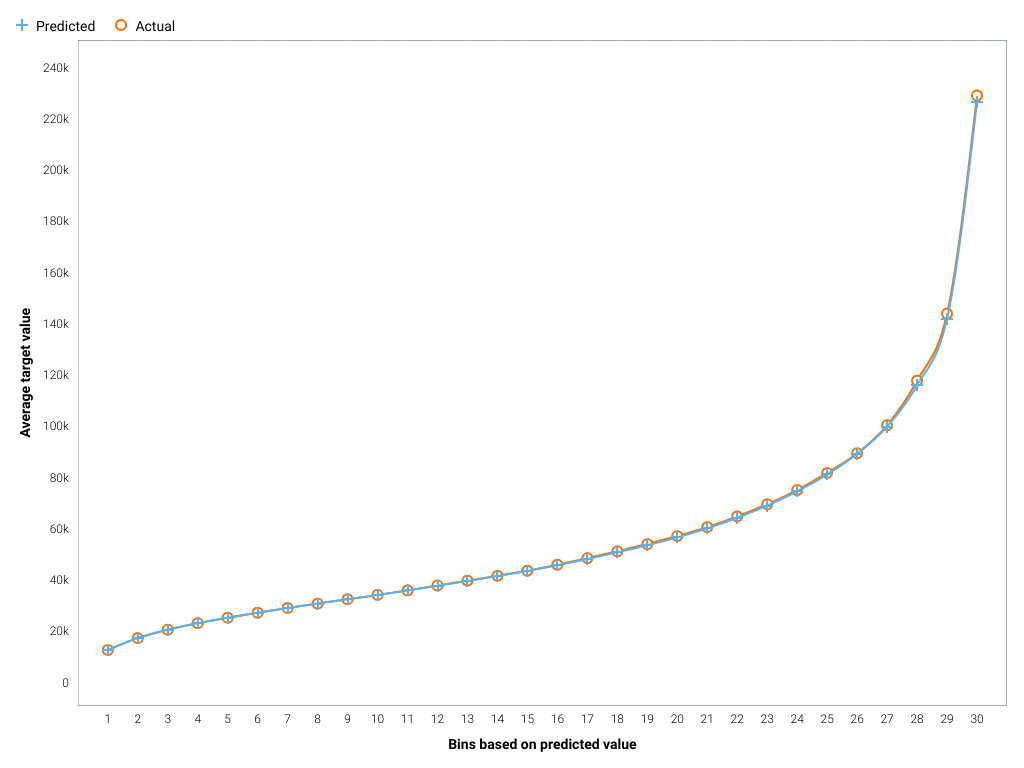 Predicted Actual
240k
220k
200k
180k
160k
140k
120k
100k
80k
60k
40k
20k
0
Average target value
1 2 3 4 5 6 7 8 9 10 11 12 13 14 15 16 17 18 19 20 21 22 23 24 25 26 27 28 29 30
Bins based on predicted value